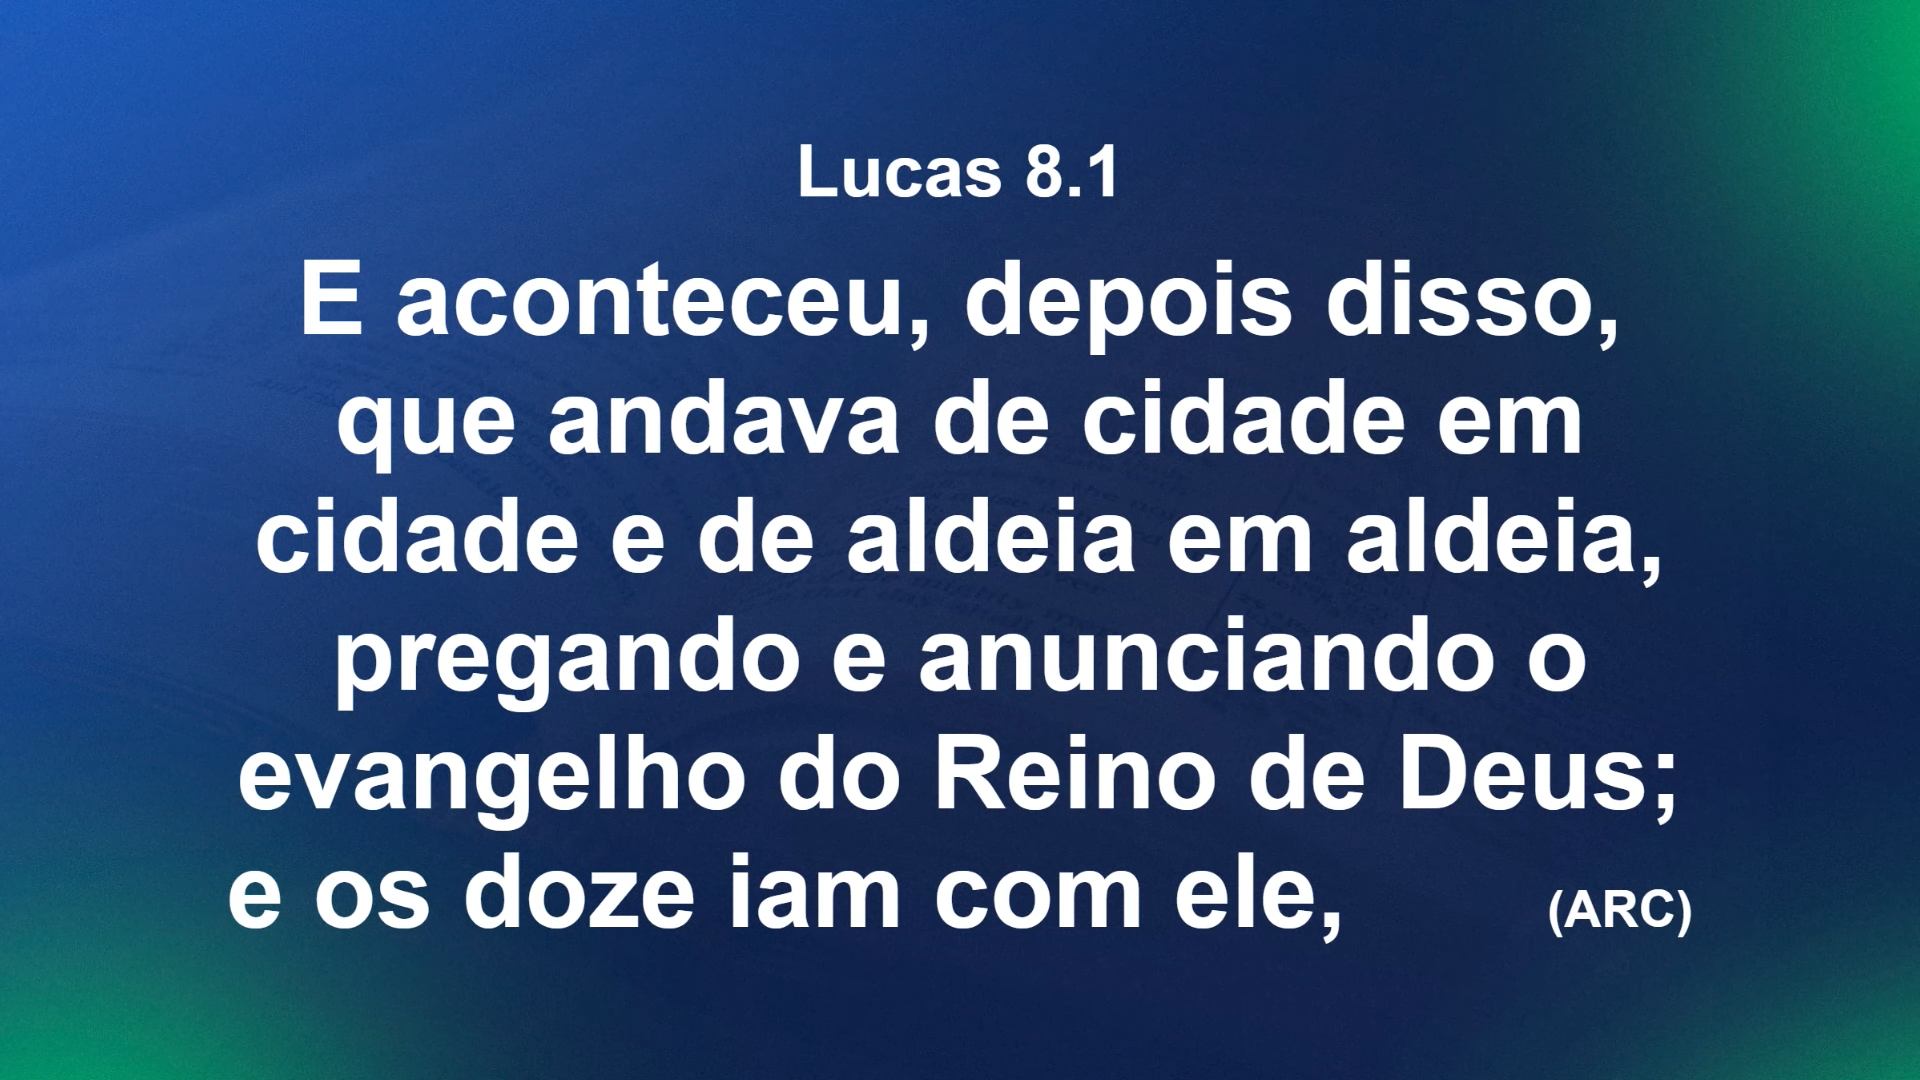 Lucas 8.1
E aconteceu, depois disso,
que andava de cidade em
cidade e de aldeia em aldeia,
pregando e anunciando o
evangelho do Reino de Deus;
e os doze iam com ele, (ARC)